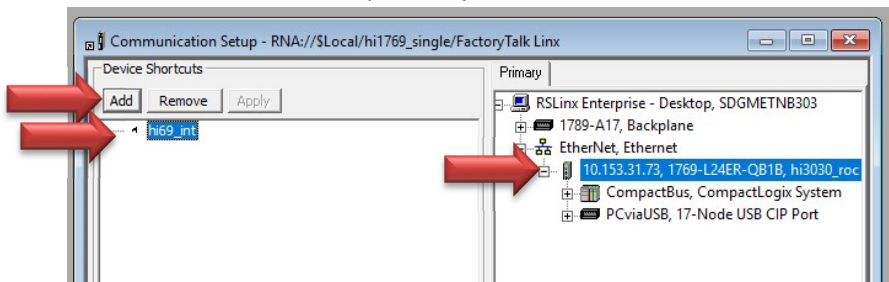 Communication Setup - RNA://$Local/hi1769_single/FactoryTalk Linx
Device Shortcuts
Add Remove Apply
hi69_int
Primary
RSLinx Enterprise - Desktop, SDGMETNB303
1789-A17, Backplane
EtherNet, Ethernet
10.153.31.73, 1769-L24ER-QB1B, hi3030_roc
CompactBus, CompactLogix System
PCviaUSB, 17-Node USB CIP Port